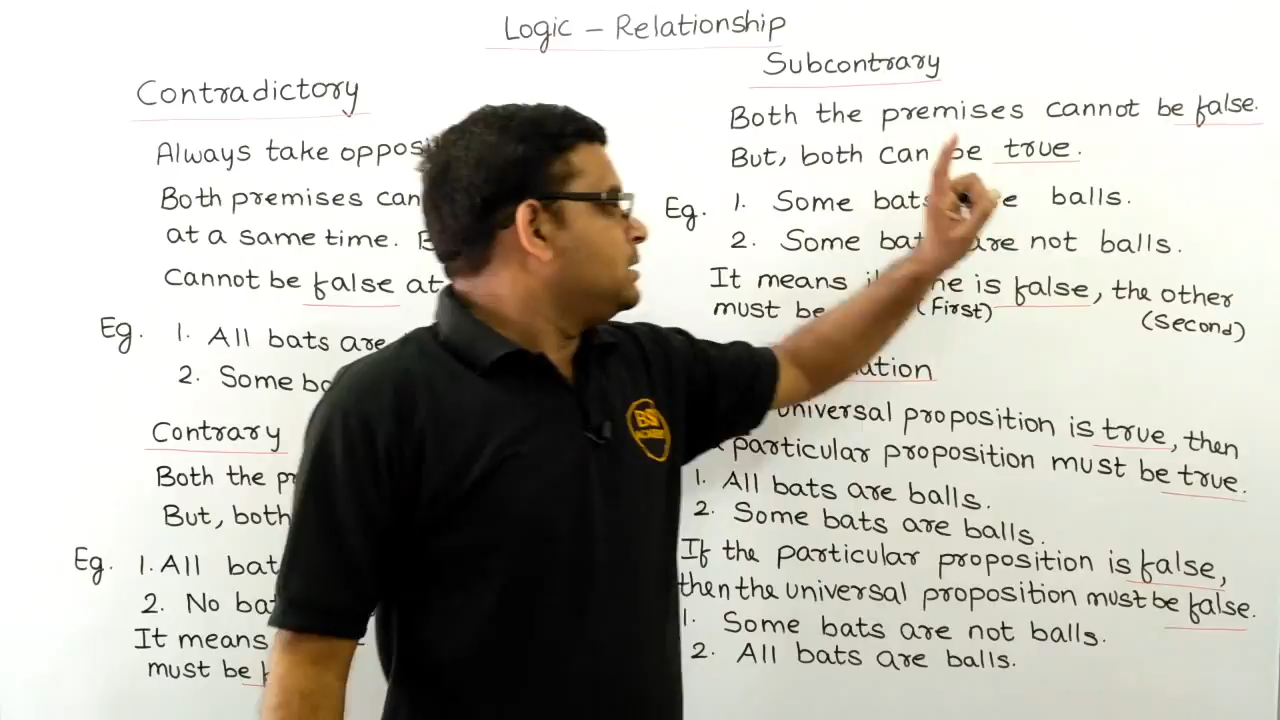 Logic – Relationship
Contradictory
Always take
Both premises
at a same time.
Cannot be false at
Eg. 1. All bats are
2. Some
Contrary
Both the
But, both
Eg. 1. All
2. No
It means
must be
Subcontrary
Both the premises cannot be false.
But, both can be true.
Eg. 1. Some bats balls.
2. Some are not balls.
It means is false, the other
must be (First) (Second)
universal proposition is true, then
particular proposition must be true.
1. All bats are balls.
2. Some bats are balls.
If the particular proposition is false,
then the universal proposition must be false.
1. Some bats are not balls.
2. All bats are balls.